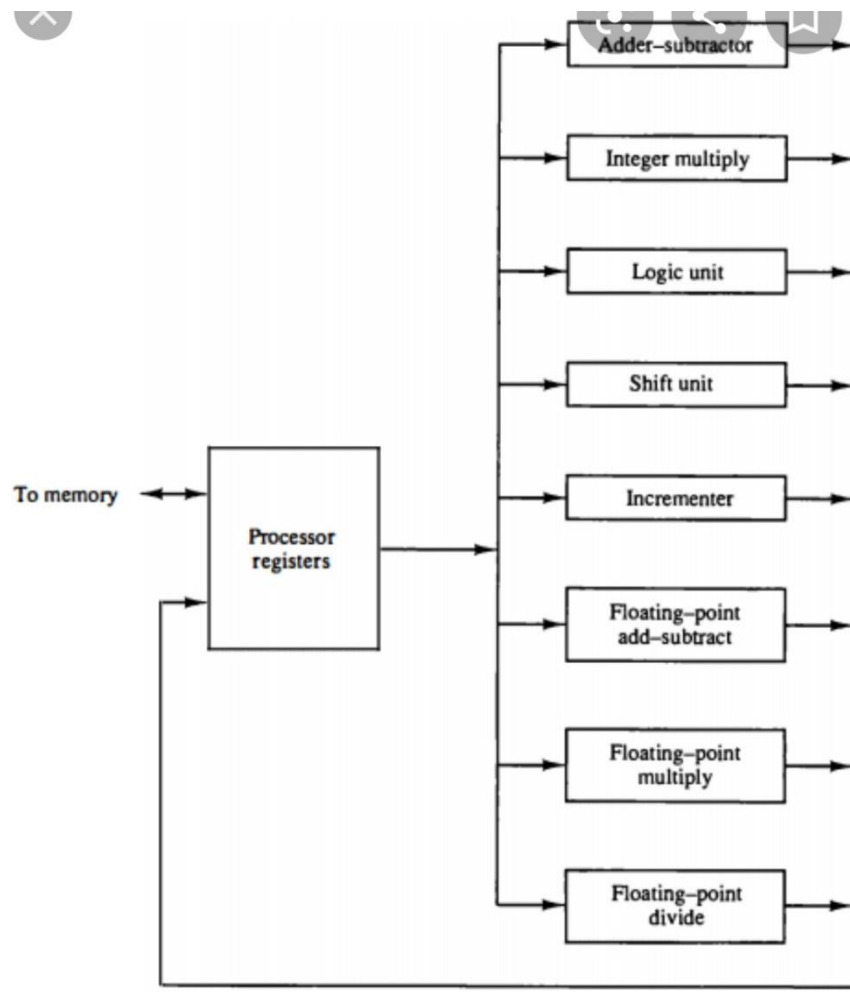 Adder–subtractor
Integer multiply
Logic unit
Shift unit
To memory
Incrementer
Processor
registers
Floating–point
add–subtract
Floating–point
multiply
Floating–point
divide